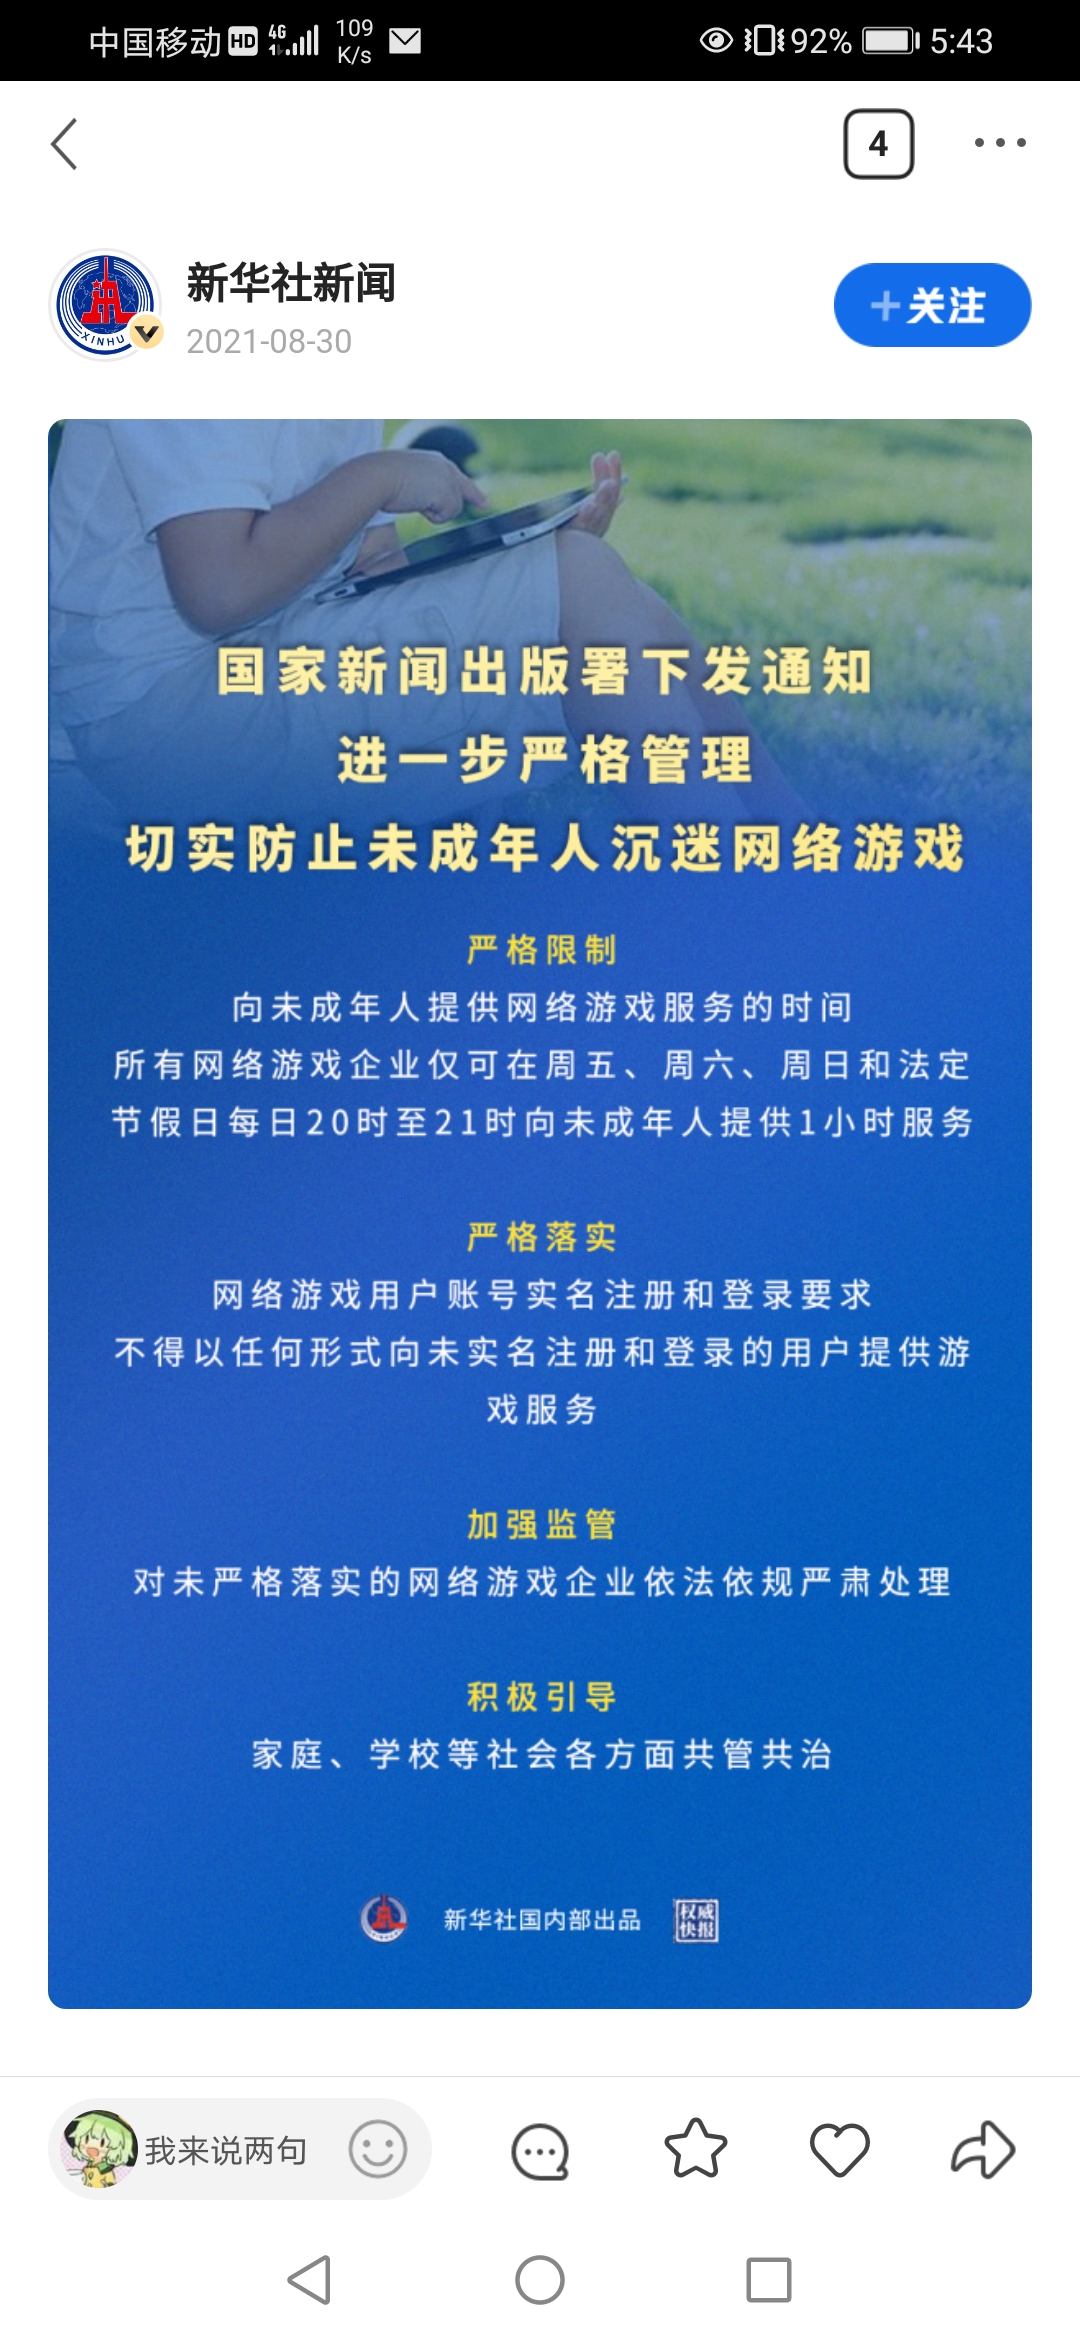 中国移动 HD 4G 109 K/s 92% 5:43
4
新华社新闻
2021-08-30
+关注
XINHU
国家新闻出版署下发通知
进一步严格管理
切实防止未成年人沉迷网络游戏
严格限制
向未成年人提供网络游戏服务的时间
所有网络游戏企业仅可在周五、周六、周日和法定
节假日每日20时至21时向未成年人提供1小时服务
严格落实
网络游戏用户账号实名注册和登录要求
不得以任何形式向未实名注册和登录的用户提供游
戏服务
加强监管
对未严格落实的网络游戏企业依法依规严肃处理
积极引导
家庭、学校等社会各方面共管共治
新华社国内部出品
权威
快报
我来说两句